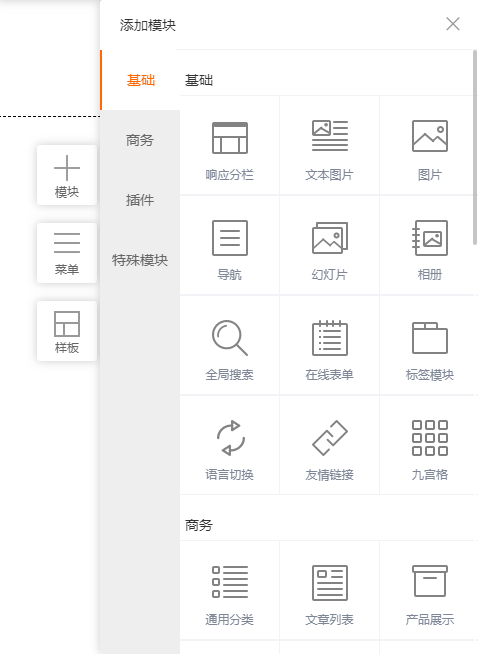 添加模块
基础
商务
插件
特殊模块
模块
菜单
样板
基础
响应分栏
文本图片
图片
导航
幻灯片
相册
全局搜索
在线表单
标签模块
语言切换
友情链接
九宫格
商务
通用分类
文章列表
产品展示